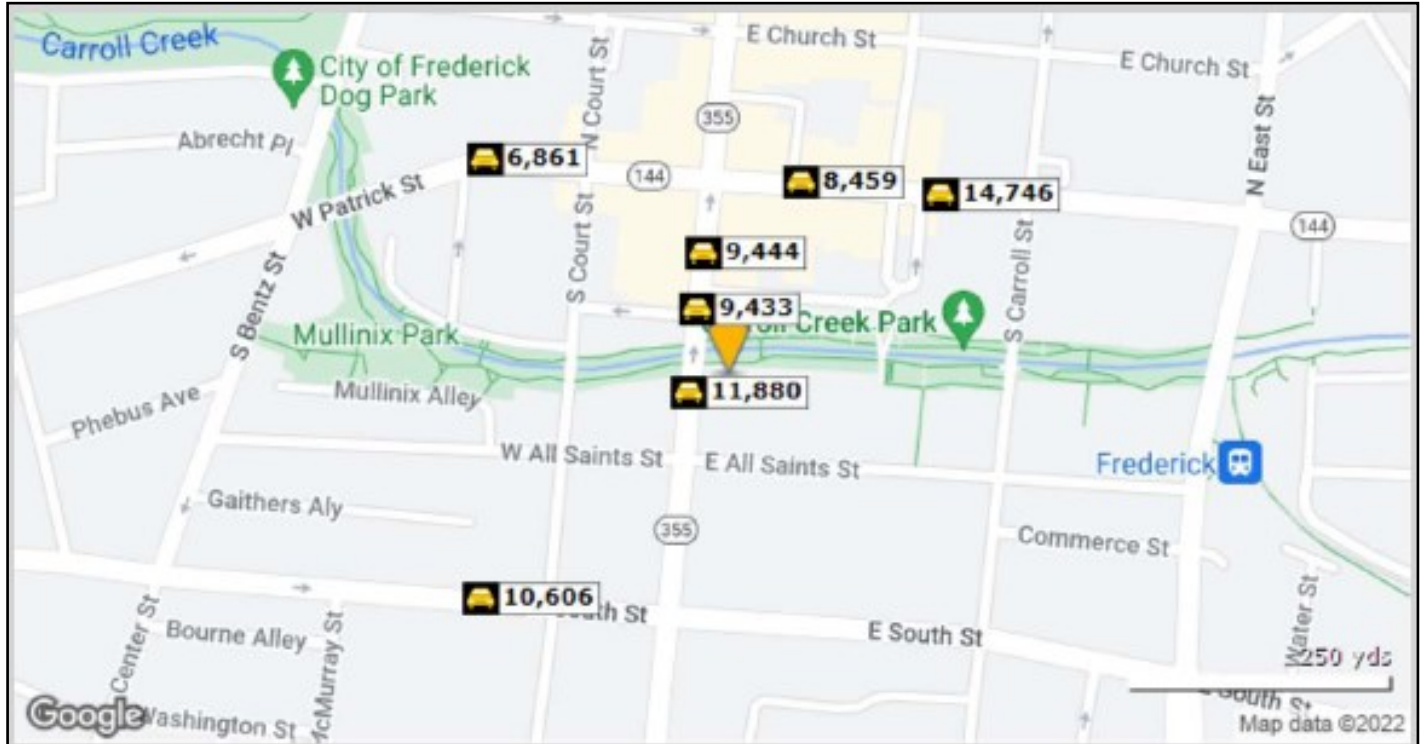 Carroll Creek
City of Frederick
Dog Park
Abrecht Pl
N Court St
E Church St
E Church St
N East St
355
6,861
144
8,459
14,746
W Patrick St
144
S Court St
S Carroll St
9,444
9,433
Creek Park
S Bentz St
Mullinix Park
Mullinix Alley
11,880
Phebus Ave
W All Saints St
E All Saints St
Frederick
Gaithers Aly
355
Commerce St
10,606
South St
E South St
Bourne Alley
Center St
McMurray St
Water St
250 yds
E South St
Google
Washington St
Map data ©2022